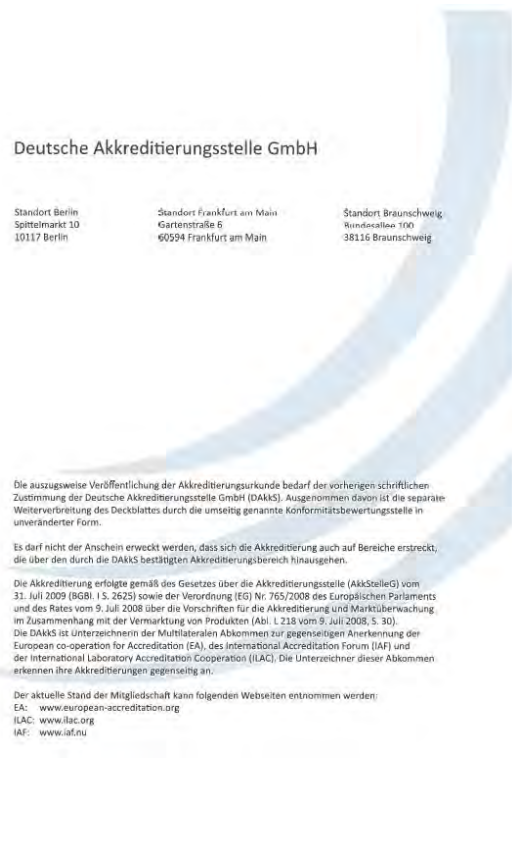 Deutsche Akkreditierungsstelle GmbH
Standort Berlin
Spittelmarkt 10
10117 Berlin
Standort Frankfurt am Main
Gartenstraße 6
60594 Frankfurt am Main
Standort Braunschweig
Bundesallee 100
38116 Braunschweig
Die auszugsweise Veröffentlichung der Akkreditierungsurkunde bedarf der vorherigen schriftlichen
Zustimmung der Deutsche Akkreditierungsstelle GmbH (DAkkS). Ausgenommen davon ist die separate
Weiterverbreitung des Deckblattes durch die umseitig genannte Konformitätsbewertungsstelle in
unveränderter Form.
Es darf nicht der Anschein erweckt werden, dass sich die Akkreditierung auch auf Bereiche erstreckt,
die über den durch die DAkkS bestätigten Akkreditierungsbereich hinausgehen.
Die Akkreditierung erfolgte gemäß des Gesetzes über die Akkreditierungsstelle (AkkStelleG) vom
31. Juli 2009 (BGBl. I S. 2625) sowie der Verordnung (EG) Nr. 765/2008 des Europäischen Parlaments
und des Rates vom 9. Juli 2008 über die Vorschriften für die Akkreditierung und Marktüberwachung
im Zusammenhang mit der Vermarktung von Produkten (Abl. L 218 vom 9. Juli 2008, S. 30).
Die DAkkS ist Unterzeichnerin der Multilateralen Abkommen zur gegenseitigen Anerkennung der
European co-operation for Accreditation (EA), des International Accreditation Forum (IAF) und
der International Laboratory Accreditation Cooperation (ILAC). Die Unterzeichner dieser Abkommen
erkennen ihre Akkreditierungen gegenseitig an.
Der aktuelle Stand der Mitgliedschaft kann folgenden Webseiten entnommen werden:
EA: www.european-accreditation.org
ILAC: www.ilac.org
IAF: www.iaf.nu